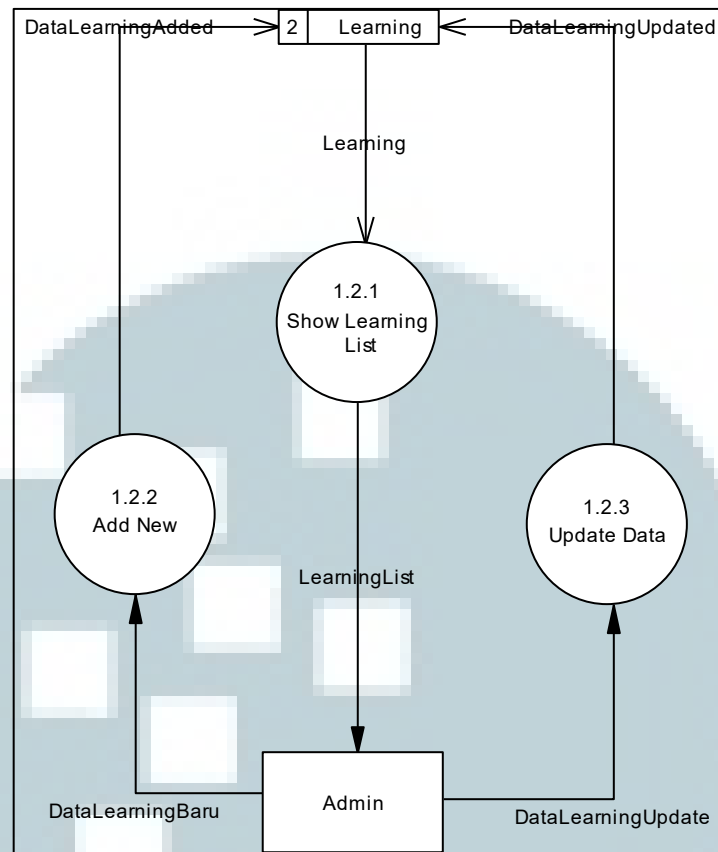 DataLearningAdded
2 Learning
DataLearningUpdated
Learning
1.2.1
Show Learning
List
1.2.2
Add New
1.2.3
Update Data
LearningList
Admin
DataLearningBaru
DataLearningUpdate